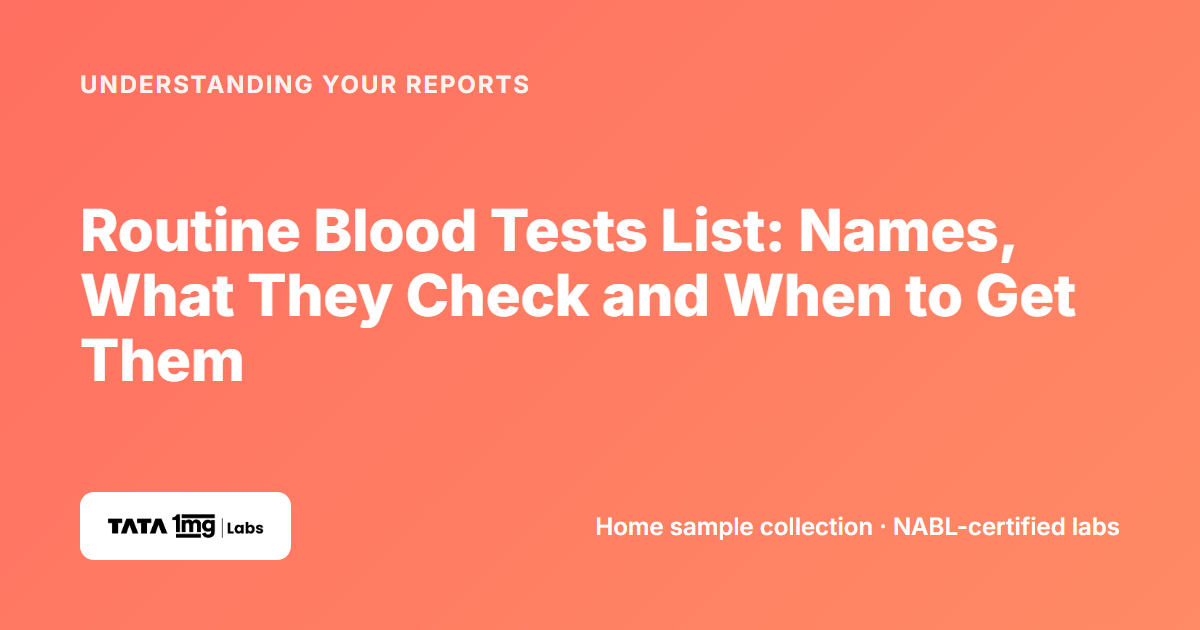 UNDERSTANDING YOUR REPORTS
Routine Blood Tests List: Names,
What They Check and When to Get
Them
TATA 1mg | Labs
Home sample collection · NABL-certified labs